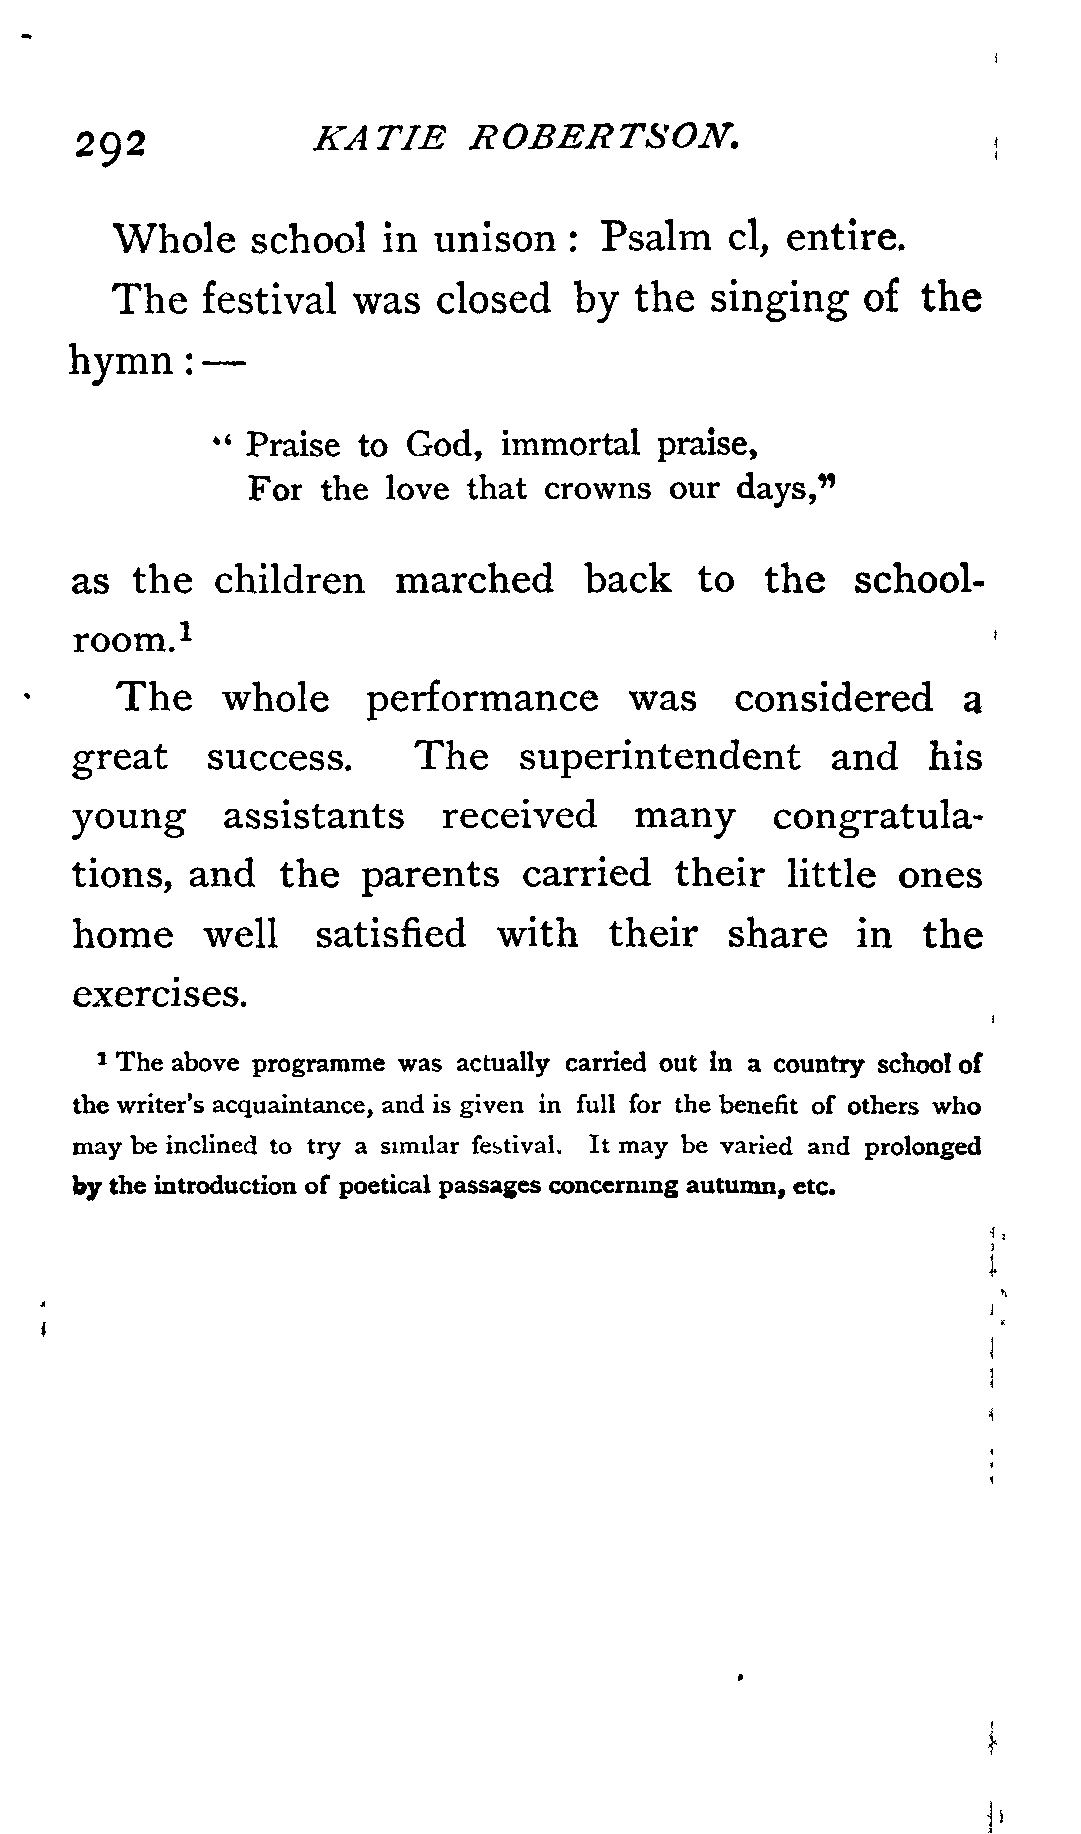 292 KATIE ROBERTSON.
Whole school in unison : Psalm cl, entire.
The festival was closed by the singing of the
hymn :—
“ Praise to God, immortal praise,
For the love that crowns our days,”
as the children marched back to the school-
room.¹
The whole performance was considered a
great success. The superintendent and his
young assistants received many congratula-
tions, and the parents carried their little ones
home well satisfied with their share in the
exercises.
¹ The above programme was actually carried out in a country school of
the writer's acquaintance, and is given in full for the benefit of others who
may be inclined to try a similar festival. It may be varied and prolonged
by the introduction of poetical passages concerning autumn, etc.